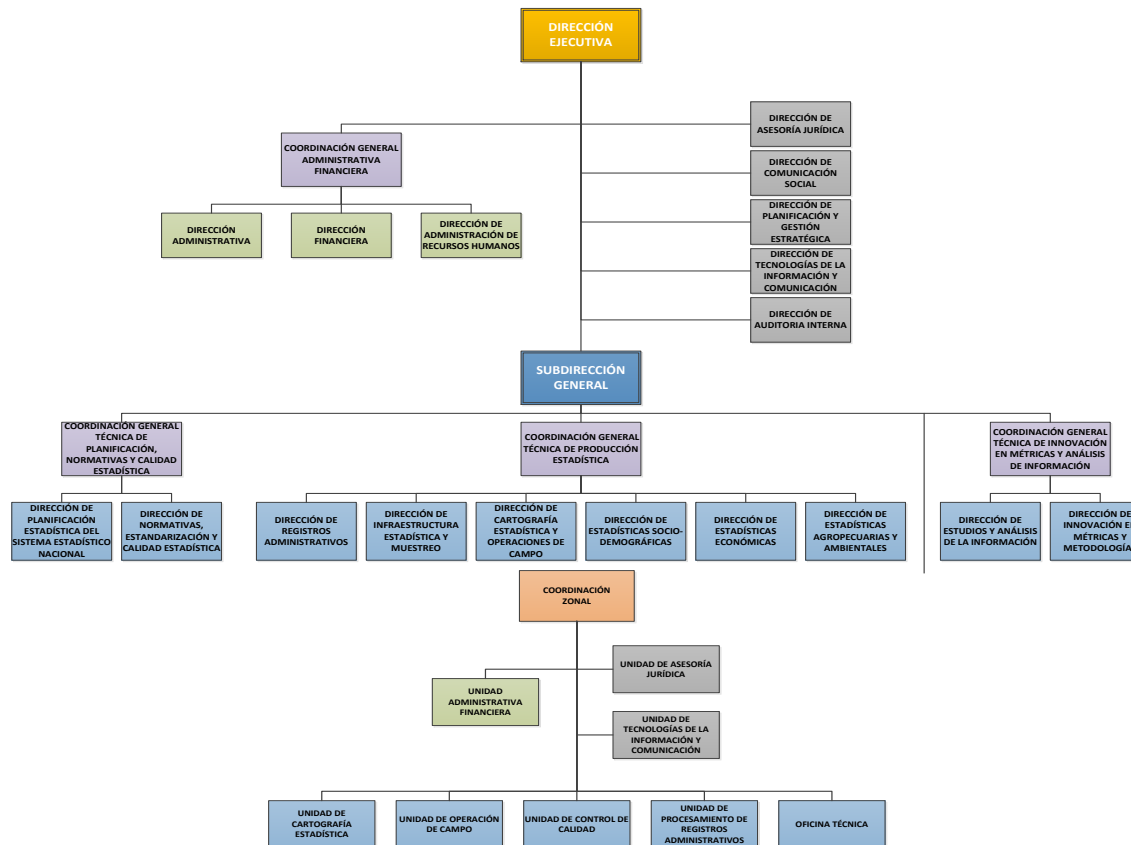 DIRECCIÓN
EJECUTIVA
DIRECCIÓN DE
ASESORÍA JURÍDICA
COORDINACIÓN GENERAL
ADMINISTRATIVA
FINANCIERA
DIRECCIÓN DE
COMUNICACIÓN
SOCIAL
DIRECCIÓN
ADMINISTRATIVA
DIRECCIÓN
FINANCIERA
DIRECCIÓN DE
ADMINISTRACIÓN DE
RECURSOS HUMANOS
DIRECCIÓN DE
PLANIFICACIÓN Y
GESTIÓN
ESTRATÉGICA
DIRECCIÓN DE
TECNOLOGÍAS DE LA
INFORMACIÓN Y
COMUNICACIÓN
DIRECCIÓN DE
AUDITORIA INTERNA
SUBDIRECCIÓN
GENERAL
COORDINACIÓN GENERAL
TÉCNICA DE
PLANIFICACIÓN,
NORMATIVAS Y CALIDAD
ESTADÍSTICA
COORDINACIÓN GENERAL
TÉCNICA DE PRODUCCIÓN
ESTADÍSTICA
COORDINACIÓN GENERAL
TÉCNICA DE INNOVACIÓN
EN MÉTRICAS Y ANÁLISIS
DE INFORMACIÓN
DIRECCIÓN DE
PLANIFICACIÓN
ESTADÍSTICA DEL
SISTEMA ESTADÍSTICO
NACIONAL
DIRECCIÓN DE
NORMATIVAS,
ESTANDARIZACIÓN Y
CALIDAD ESTADÍSTICA
DIRECCIÓN DE
REGISTROS
ADMINISTRATIVOS
DIRECCIÓN DE
INFRAESTRUCTURA
ESTADÍSTICA Y
MUESTREO
DIRECCIÓN DE
CARTOGRAFÍA
ESTADÍSTICA Y
OPERACIONES DE
CAMPO
DIRECCIÓN DE
ESTADÍSTICAS SOCIO-
DEMOGRÁFICAS
DIRECCIÓN DE
ESTADÍSTICAS
ECONÓMICAS
DIRECCIÓN DE
ESTADÍSTICAS
AGROPECUARIAS Y
AMBIENTALES
DIRECCIÓN DE
ESTUDIOS Y ANÁLISIS
DE LA INFORMACIÓN
DIRECCIÓN DE
INNOVACIÓN EN
MÉTRICAS Y
METODOLOGÍA
COORDINACIÓN
ZONAL
UNIDAD DE ASESORÍA
JURÍDICA
UNIDAD
ADMINISTRATIVA
FINANCIERA
UNIDAD DE
TECNOLOGÍAS DE LA
INFORMACIÓN Y
COMUNICACIÓN
UNIDAD DE
CARTOGRAFÍA
ESTADÍSTICA
UNIDAD DE OPERACIÓN
DE CAMPO
UNIDAD DE CONTROL DE
CALIDAD
UNIDAD DE
PROCESAMIENTO DE
REGISTROS
ADMINISTRATIVOS
OFICINA TÉCNICA